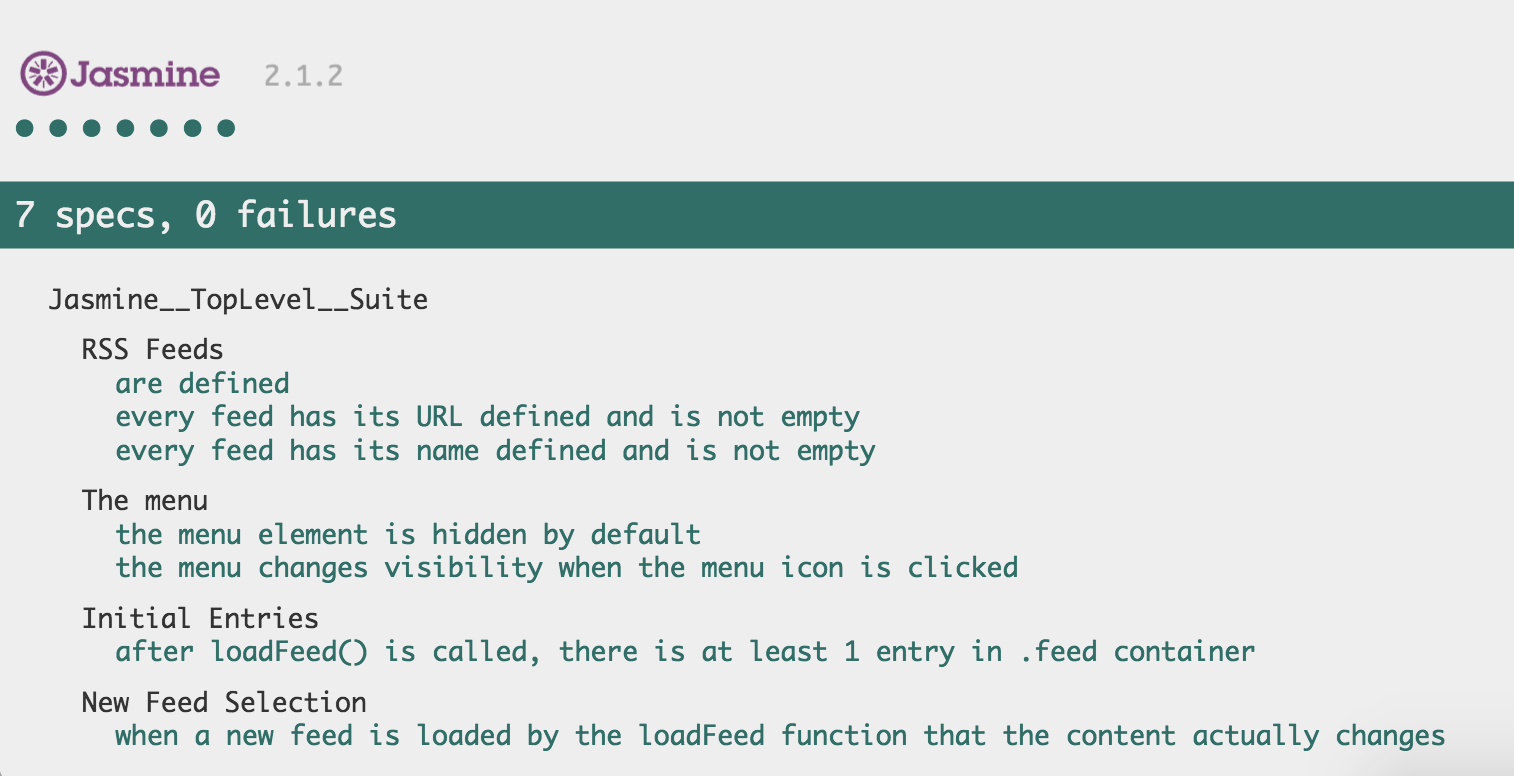 Jasmine 2.1.2
7 specs, 0 failures
Jasmine__TopLevel__Suite
RSS Feeds
are defined
every feed has its URL defined and is not empty
every feed has its name defined and is not empty
The menu
the menu element is hidden by default
the menu changes visibility when the menu icon is clicked
Initial Entries
after loadFeed() is called, there is at least 1 entry in .feed container
New Feed Selection
when a new feed is loaded by the loadFeed function that the content actually changes